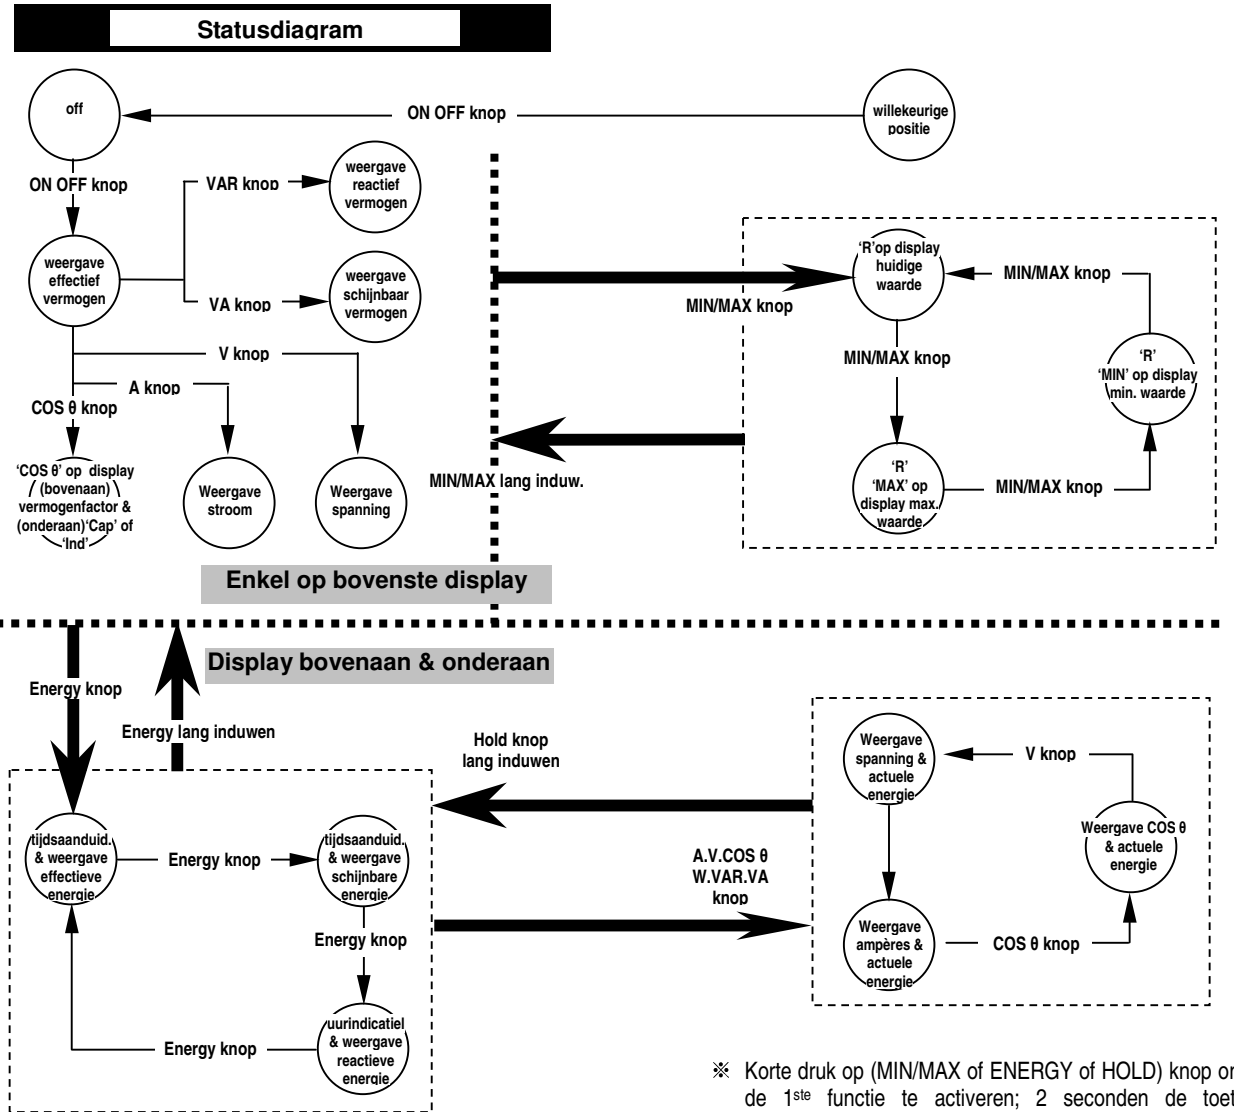 Statusdiagram
off
ON OFF knop
willekeurige
positie
ON OFF knop
VAR knop
weergave
reactief
vermogen
weergave
effectief
vermogen
VA knop
weergave
schijnbaar
vermogen
V knop
A knop
COS θ knop
'COS θ' op display
(bovenaan)
vermogenfactor &
(onderaan)'Cap' of
'Ind'
Weergave
stroom
Weergave
spanning
MIN/MAX knop
MIN/MAX lang induw.
'R'op display
huidige
waarde
MIN/MAX knop
MIN/MAX knop
'R'
'MIN' op display
min. waarde
'R'
'MAX' op
display max.
waarde
MIN/MAX knop
Enkel op bovenste display
Display bovenaan & onderaan
Energy knop
Energy lang induwen
tijdsaanduid.
& weergave
effectieve
energie
Energy knop
tijdsaanduid.
& weergave
schijnbare
energie
Energy knop
uurindicatiel
& weergave
reactieve
energie
Energy knop
Hold knop
lang induwen
A.V.COS θ
W.VAR.VA
knop
Weergave
spanning &
actuele
energie
V knop
Weergave COS θ
& actuele
energie
Weergave
ampères &
actuele
energie
COS θ knop
※ Korte druk op (MIN/MAX of ENERGY of HOLD) knop
de 1ste functie te activeren; 2 seconden de